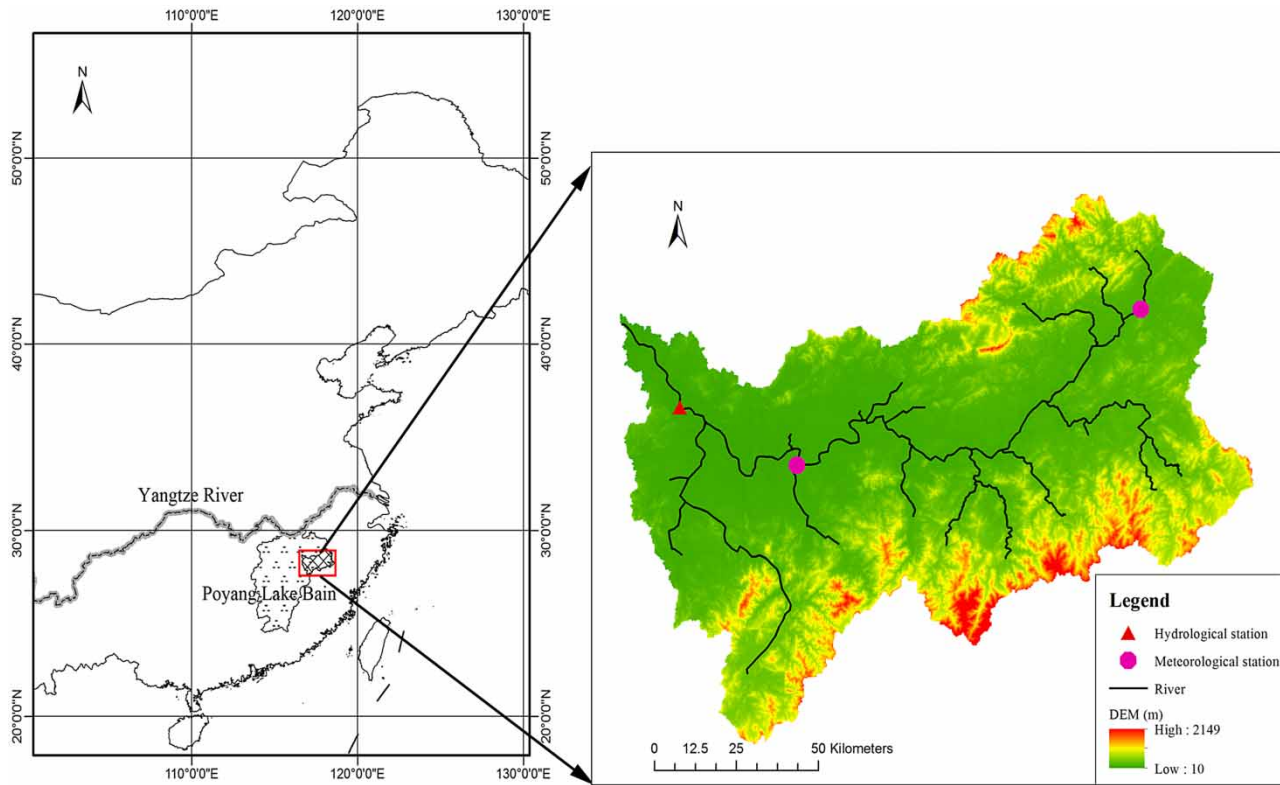 110°0'0"E
120°0'0"E
130°0'0"E
N
50°0'0"N
40°0'0"N
30°0'0"N
20°0'0"N
50°0'0"N
40°0'0"N
30°0'0"N
20°0'0"N
Yangtze River
Poyang Lake Bain
110°0'0"E
120°0'0"E
130°0'0"E
N
0 12.5 25 50 Kilometers
Legend
Hydrological station
Meteorological station
River
DEM (m)
High : 2149
Low : 10